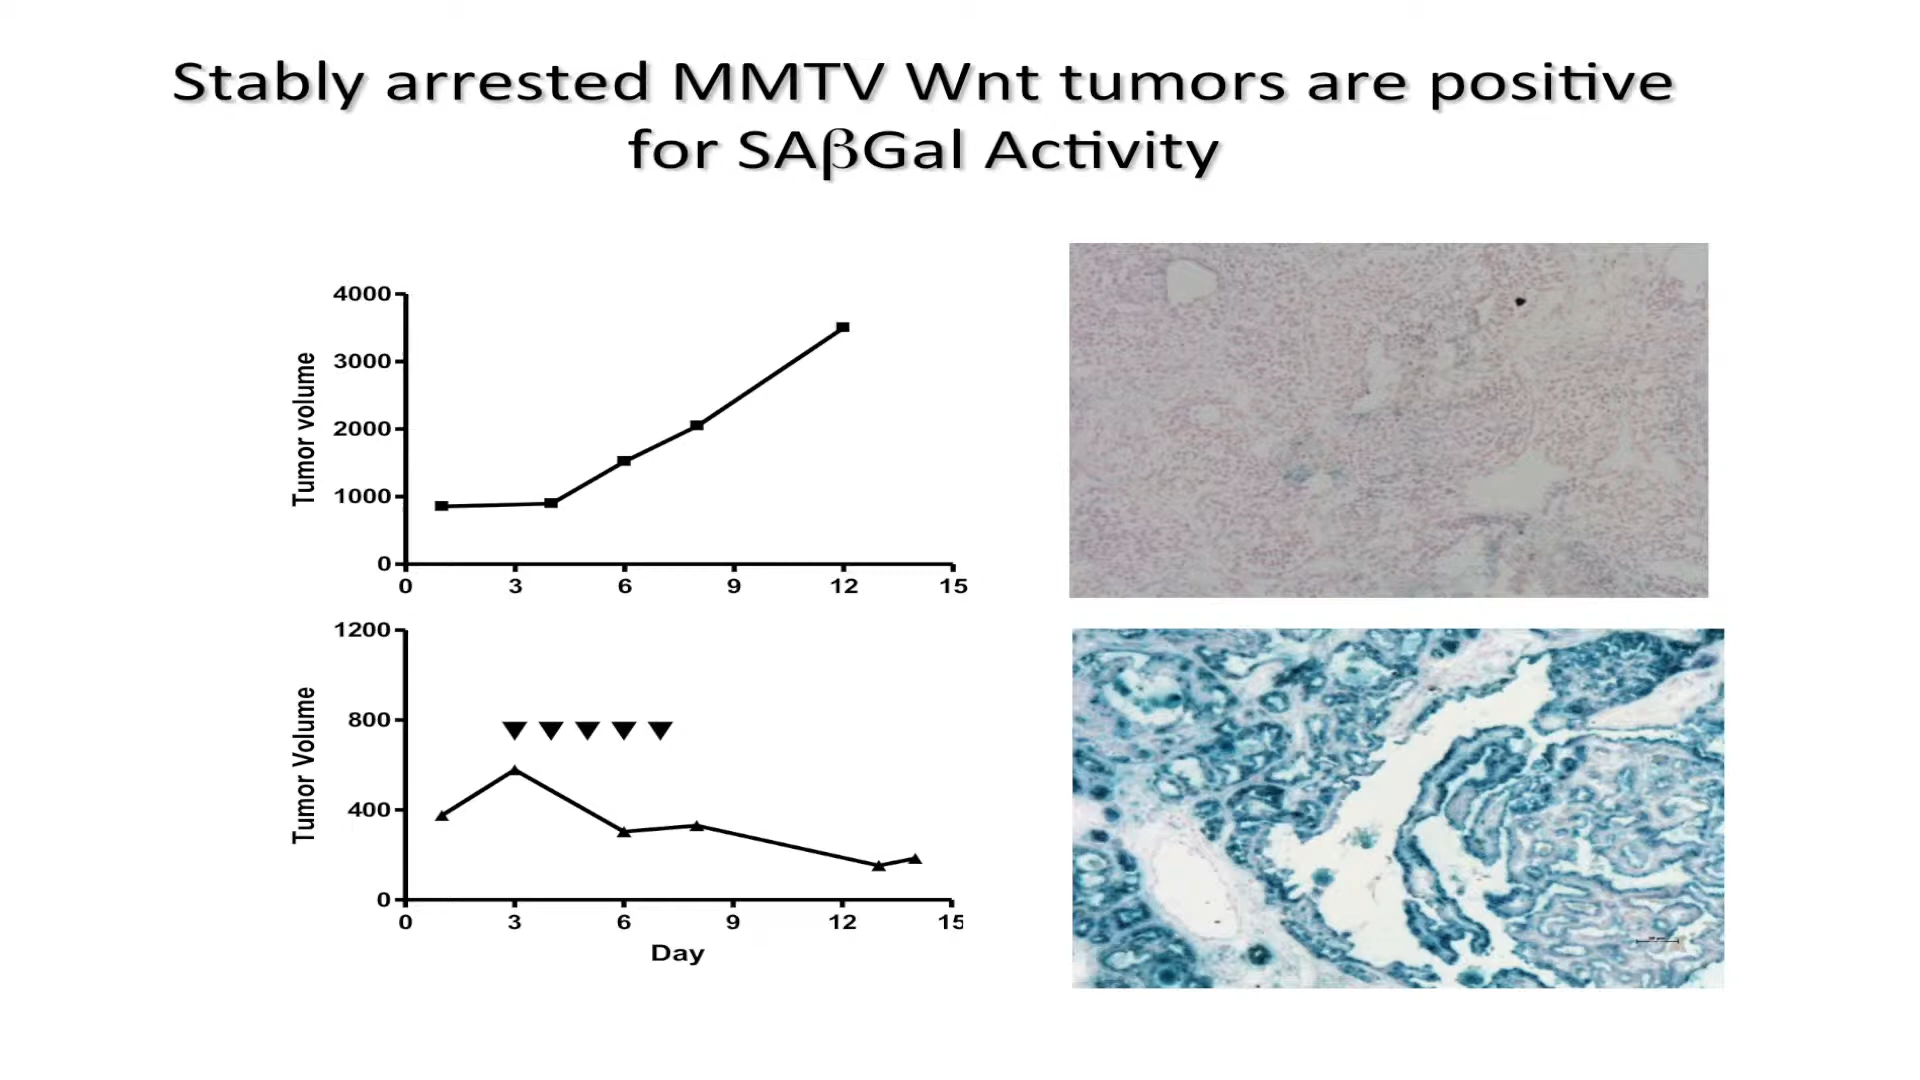 Stably arrested MMTV Wnt tumors are positive
for SAβGal Activity
Tumor volume
4000
3000
2000
1000
0
0 3 6 9 12 15
Tumor Volume
1200
800
400
0
0 3 6 9 12 15
Day